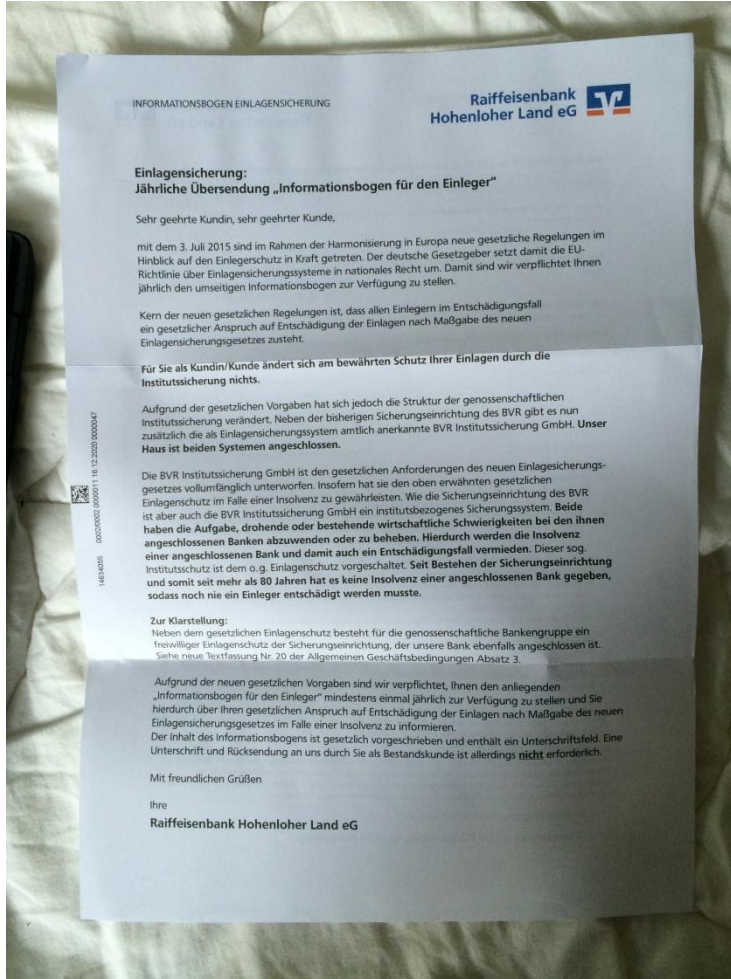 INFORMATIONSBOGEN EINLAGENSICHERUNG
Raiffeisenbank
Hohenloher Land eG
Einlagensicherung:
Jährliche Übersendung „Informationsbogen für den Einleger“
Sehr geehrte Kundin, sehr geehrter Kunde,
mit dem 3. Juli 2015 sind im Rahmen der Harmonisierung in Europa neue gesetzliche Regelungen im
Hinblick auf den Einlegerschutz in Kraft getreten. Der deutsche Gesetzgeber setzt damit die EU-
Richtlinie über Einlagensicherungssysteme in nationales Recht um. Damit sind wir verpflichtet Ihnen
jährlich den umseitigen Informationsbogen zur Verfügung zu stellen.
Kern der neuen gesetzlichen Regelungen ist, dass allen Einlegern im Entschädigungsfall
ein gesetzlicher Anspruch auf Entschädigung der Einlagen nach Maßgabe des neuen
Einlagensicherungsgesetzes zusteht.
Für Sie als Kundin/Kunde ändert sich am bewährten Schutz Ihrer Einlagen durch die
Institutssicherung nichts.
Aufgrund der gesetzlichen Vorgaben hat sich jedoch die Struktur der genossenschaftlichen
Institutssicherung verändert. Neben der bisherigen Sicherungseinrichtung des BVR gibt es nun
zusätzlich die als Einlagensicherungssystem amtlich anerkannte BVR Institutssicherung GmbH. Unser
Haus ist beiden Systemen angeschlossen.
Die BVR Institutssicherung GmbH ist den gesetzlichen Anforderungen des neuen Einlagesicherungs-
gesetzes vollumfänglich unterworfen. Insofern hat sie den oben erwähnten gesetzlichen
Einlagenschutz im Falle einer Insolvenz zu gewährleisten. Wie die Sicherungseinrichtung des BVR
ist aber auch die BVR Institutssicherung GmbH ein institutsbezogenes Sicherungssystem. Beide
haben die Aufgabe, drohende oder bestehende wirtschaftliche Schwierigkeiten bei den ihnen
angeschlossenen Banken abzuwenden oder zu beheben. Hierdurch werden die Insolvenz
einer angeschlossenen Bank und damit auch ein Entschädigungsfall vermieden. Dieser sog.
Institutsschutz ist dem o.g. Einlagenschutz vorgeschaltet. Seit Bestehen der Sicherungseinrichtung
und somit seit mehr als 80 Jahren hat es keine Insolvenz einer angeschlossenen Bank gegeben,
sodass noch nie ein Einleger entschädigt werden musste.
Zur Klarstellung:
Neben dem gesetzlichen Einlagenschutz besteht für die genossenschaftliche Bankengruppe ein
freiwilliger Einlagenschutz der Sicherungseinrichtung, der unsere Bank ebenfalls angeschlossen ist.
Siehe neue Textfassung Nr. 20 der Allgemeinen Geschäftsbedingungen Absatz 3.
Aufgrund der neuen gesetzlichen Vorgaben sind wir verpflichtet, Ihnen den anliegenden
„Informationsbogen für den Einleger“ mindestens einmal jährlich zur Verfügung zu stellen und Sie
hierdurch über Ihren gesetzlichen Anspruch auf Entschädigung der Einlagen nach Maßgabe des neuen
Einlagensicherungsgesetzes im Falle einer Insolvenz zu informieren.
Der Inhalt des Informationsbogens ist gesetzlich vorgeschrieben und enthält ein Unterschriftsfeld. Eine
Unterschrift und Rücksendung an uns durch Sie als Bestandskunde ist allerdings nicht erforderlich.
Mit freundlichen Grüßen
Ihre
Raiffeisenbank Hohenloher Land eG
14634055 0002/0002 0000011 16.12.2020 0000047